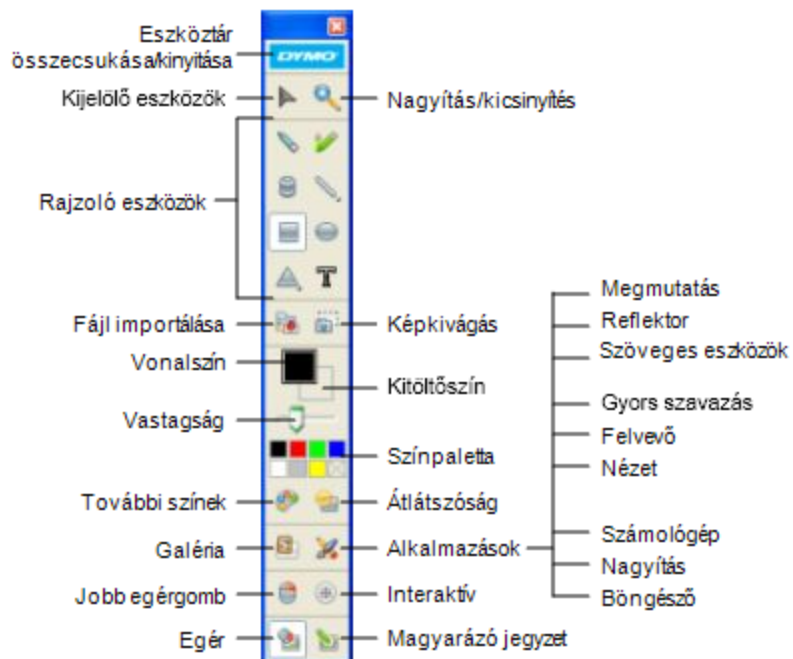 Eszköztár
összecsukása/kinyitása
DYMO
Kijelölő eszközök
Nagyítás/kicsinyítés
Rajzoló eszközök
T
Fájl importálása
Képkivágás
Vonalszín
Kitöltőszín
Vastagság
Színpaletta
További színek
Átlátszóság
Galéria
Alkalmazások
Jobb egérgomb
Interaktív
Egér
Magyarázó jegyzet
Megmutatás
Reflektor
Szöveges eszközök
Gyors szavazás
Felvevő
Nézet
Számológép
Nagyítás
Böngésző